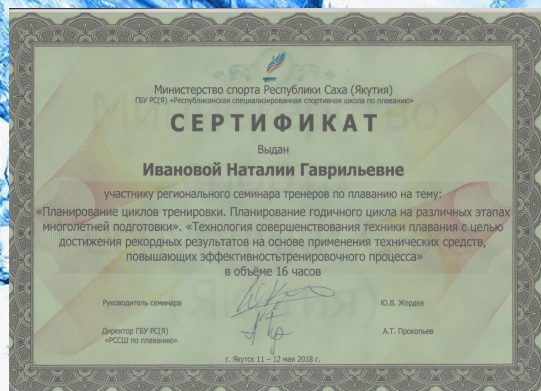 Министерство спорта Республики Саха (Якутия)
ГБУ РС(Я) «Республиканская специализированная спортивная школа по плаванию»
СЕРТИФИКАТ
Выдан
Ивановой Наталии Гаврильевне
участнику регионального семинара тренеров по плаванию на тему:
«Планирование циклов тренировки. Планирование годичного цикла на различных этапах
многолетней подготовки». «Технология совершенствования техники плавания с целью
достижения рекордных результатов на основе применения технических средств,
повышающих эффективностьтренировочного процесса»
в объёме 16 часов
Руководитель семинара
Ю.В. Жердев
Директор ГБУ РС(Я)
«РССШ по плаванию»
А.Т. Прокопьев
г. Якутск 11 – 12 мая 2018 г.